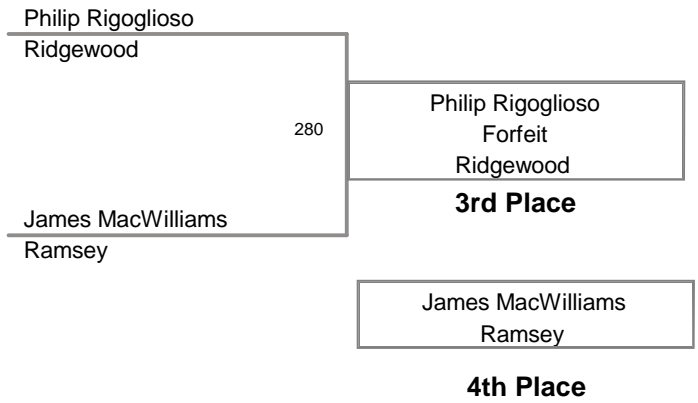 Philip Rigoglioso
Ridgewood
280
Philip Rigoglioso
Forfeit
Ridgewood
3rd Place
James MacWilliams
Ramsey
James MacWilliams
Ramsey
4th Place